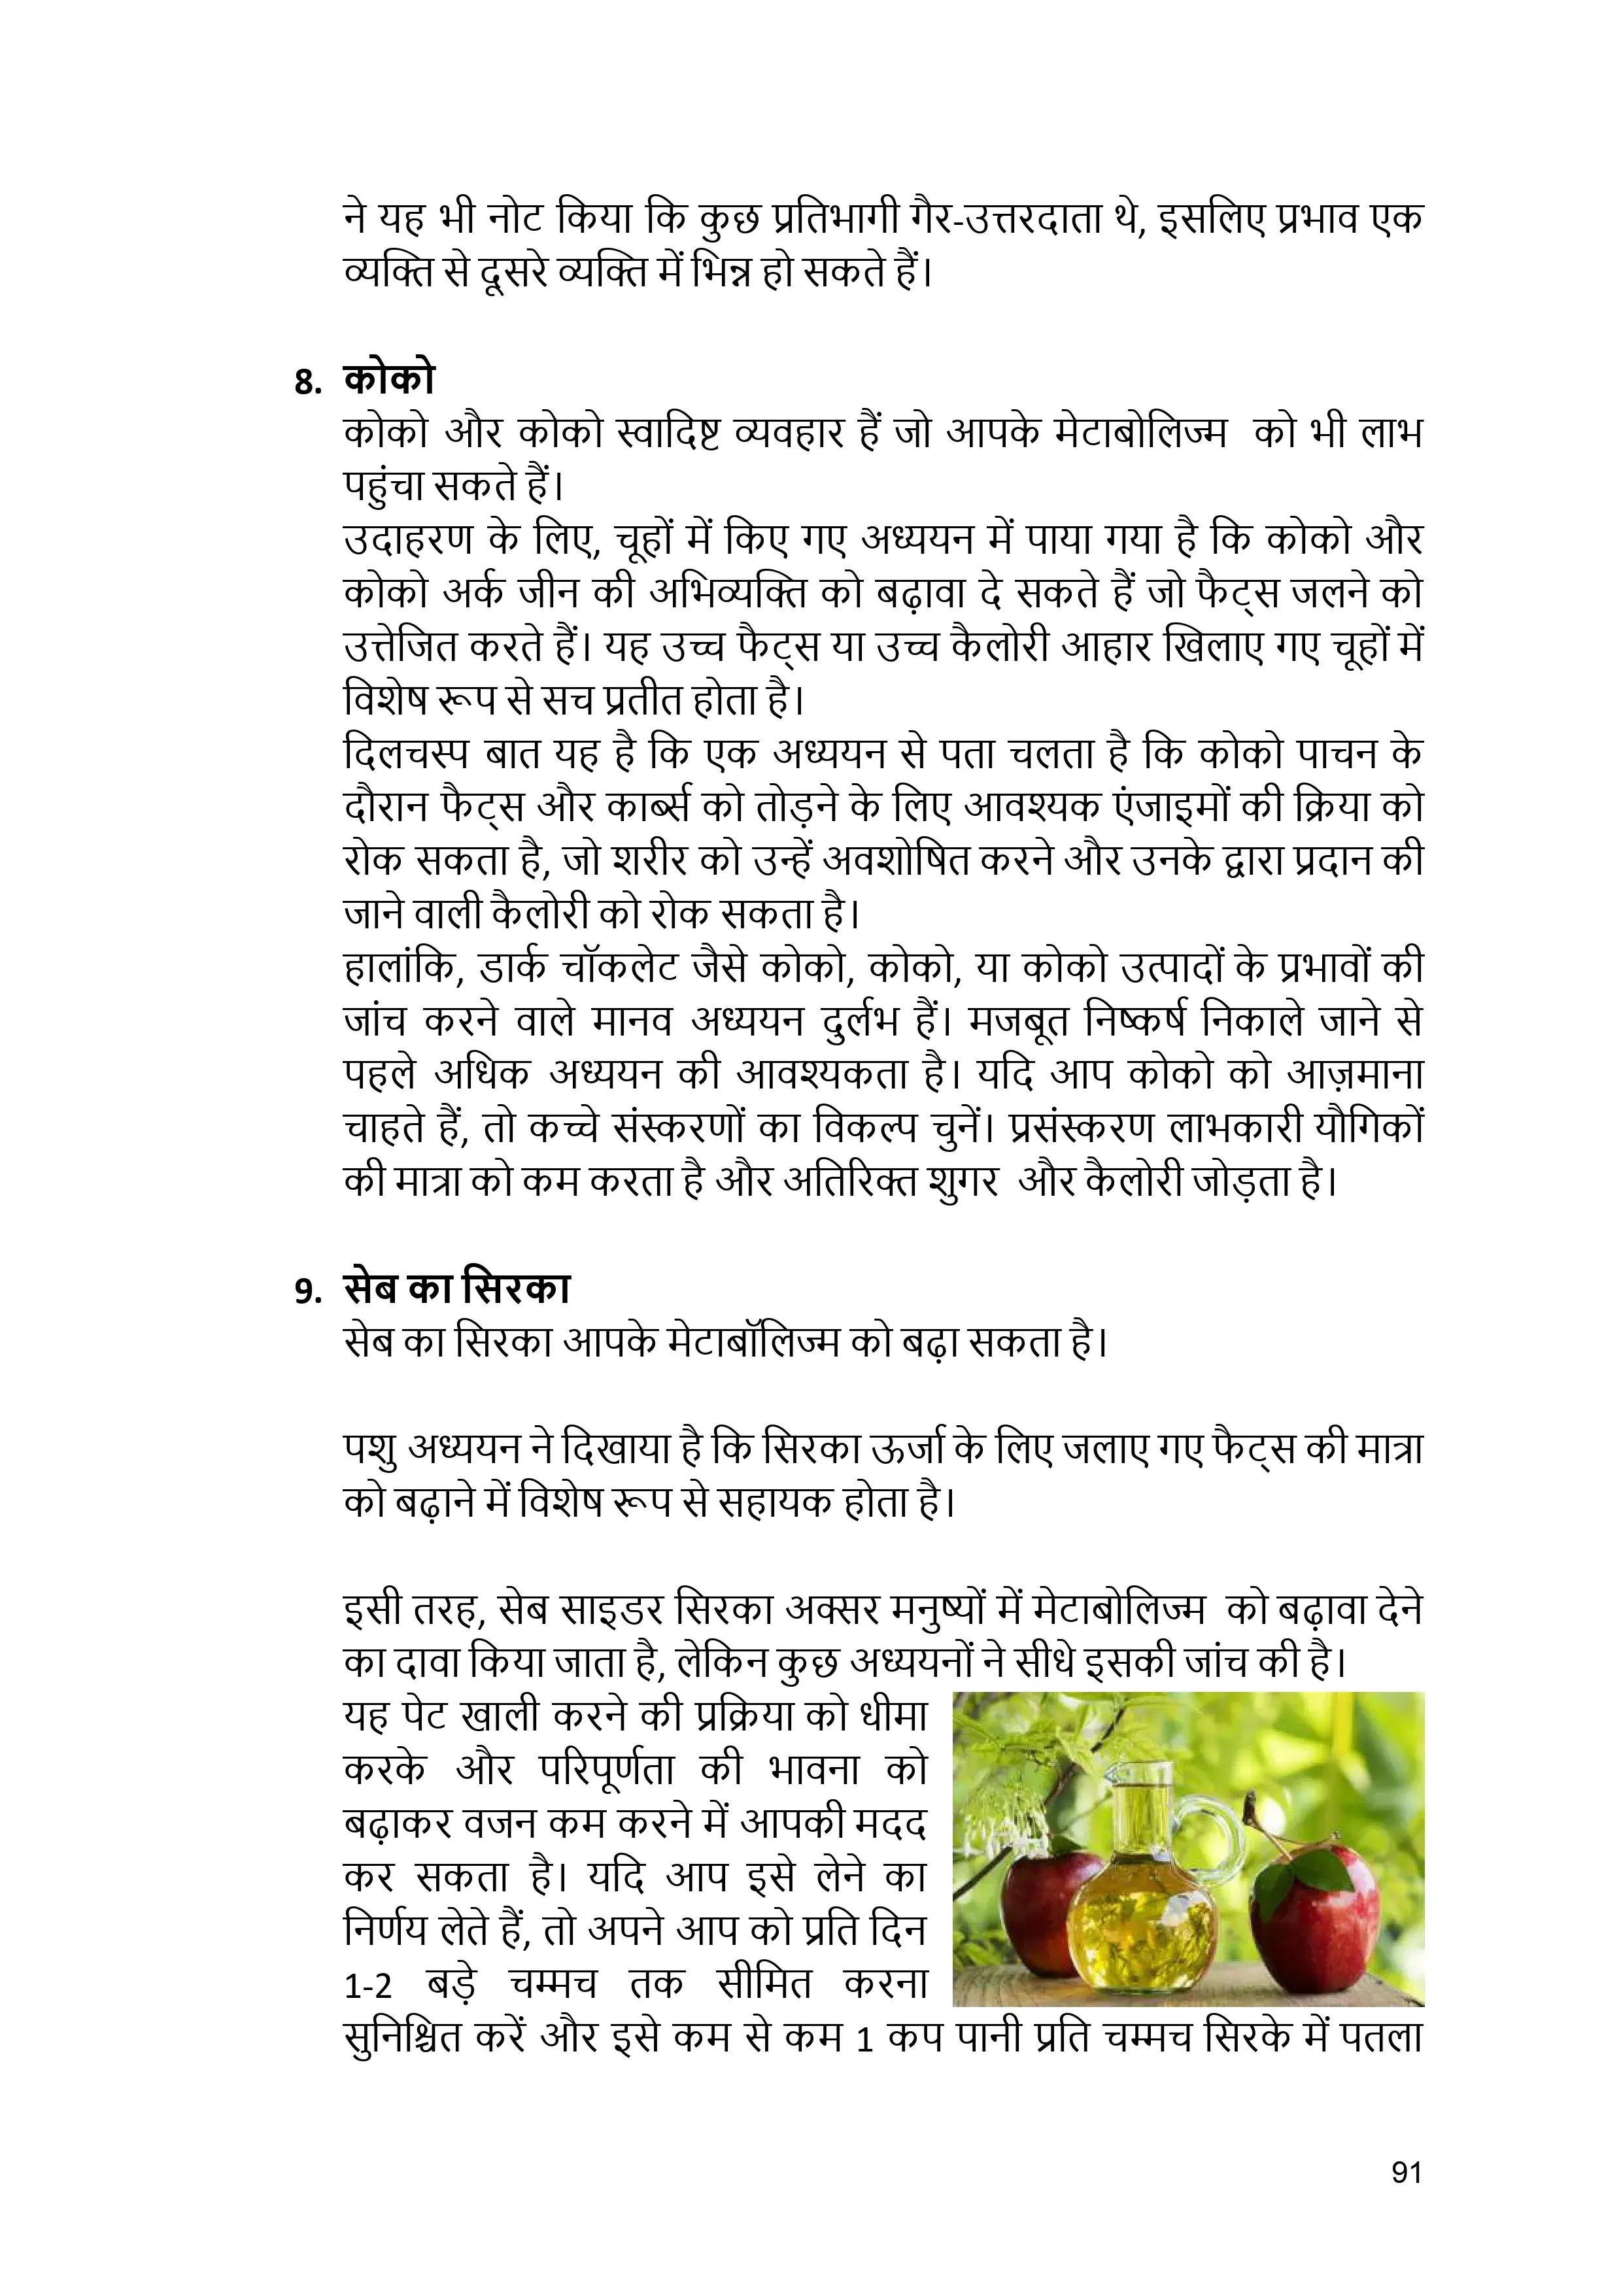 ने यह भी नोट किया कि कुछ प्रतिभागी गैर-उत्तरदाता थे, इसलिए प्रभाव एक
व्यक्ति से दूसरे व्यक्ति में भिन्न हो सकते हैं।
8. कोको
कोको और कोको स्वादिष्ट व्यवहार हैं जो आपके मेटाबोलिज्म को भी लाभ
पहुंचा सकते हैं।
उदाहरण के लिए, चूहों में किए गए अध्ययन में पाया गया है कि कोको और
कोको अर्क जीन की अभिव्यक्ति को बढ़ावा दे सकते हैं जो फैट्स जलने को
उत्तेजित करते हैं। यह उच्च फैट्स या उच्च कैलोरी आहार खिलाए गए चूहों में
विशेष रूप से सच प्रतीत होता है।
दिलचस्प बात यह है कि एक अध्ययन से पता चलता है कि कोको पाचन के
दौरान फैट्स और कार्ब्स को तोड़ने के लिए आवश्यक एंजाइमों की क्रिया को
रोक सकता है, जो शरीर को उन्हें अवशोषित करने और उनके द्वारा प्रदान की
जाने वाली कैलोरी को रोक सकता है।
हालांकि, डार्क चॉकलेट जैसे कोको, कोको, या कोको उत्पादों के प्रभावों की
जांच करने वाले मानव अध्ययन दुर्लभ हैं। मजबूत निष्कर्ष निकाले जाने से
पहले अधिक अध्ययन की आवश्यकता है। यदि आप कोको को आज़माना
चाहते हैं, तो कच्चे संस्करणों का विकल्प चुनें। प्रसंस्करण लाभकारी यौगिकों
की मात्रा को कम करता है और अतिरिक्त शुगर और कैलोरी जोड़ता है।
9. सेब का सिरका
सेब का सिरका आपके मेटाबॉलिज्म को बढ़ा सकता है।
पशु अध्ययन ने दिखाया है कि सिरका ऊर्जा के लिए जलाए गए फैट्स की मात्रा
को बढ़ाने में विशेष रूप से सहायक होता है।
इसी तरह, सेब साइडर सिरका अक्सर मनुष्यों में मेटाबोलिज्म को बढ़ावा देने
का दावा किया जाता है, लेकिन कुछ अध्ययनों ने सीधे इसकी जांच की है।
यह पेट खाली करने की प्रक्रिया को धीमा
करके और परिपूर्णता की भावना को
बढ़ाकर वजन कम करने में आपकी मदद
कर सकता है। यदि आप इसे लेने का
निर्णय लेते हैं, तो अपने आप को प्रति दिन
1-2 बड़े चम्मच तक सीमित करना
सुनिश्चित करें और इसे कम से कम 1 कप पानी प्रति चम्मच सिरके में पतला
91